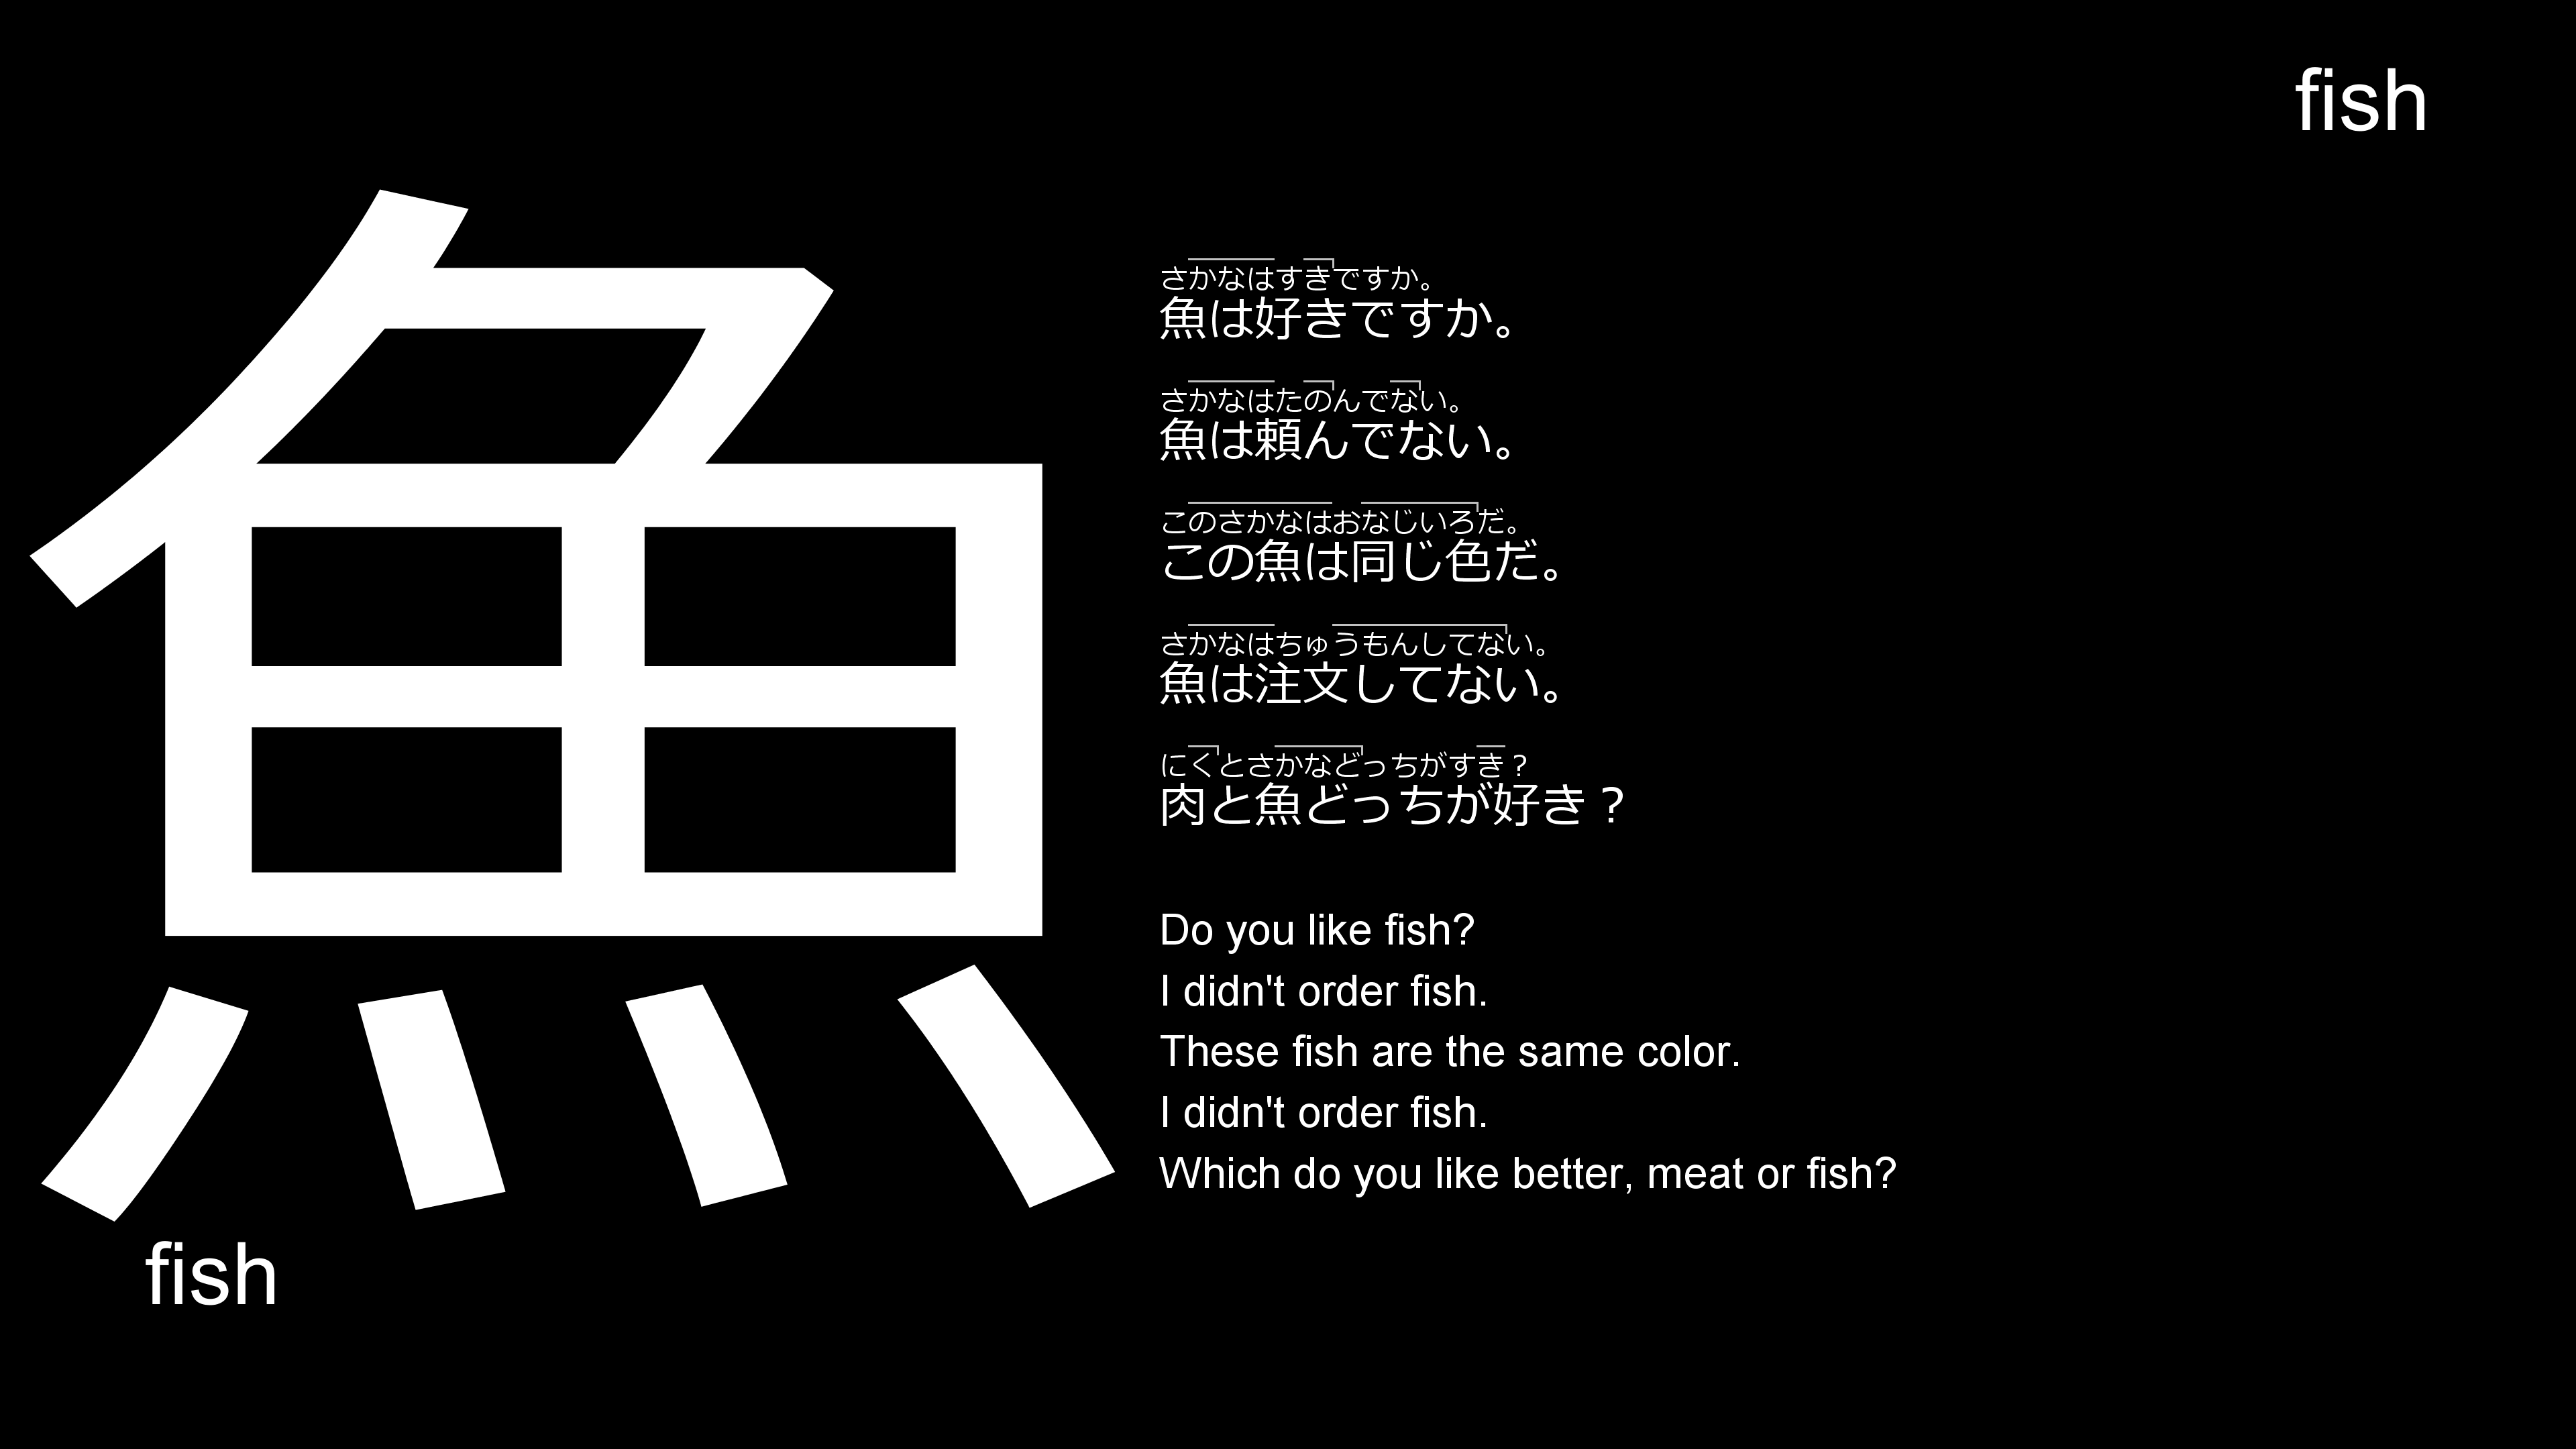 fish
魚
さかなはすきですか。
魚は好きですか。
さかなはたのんでない。
魚は頼んでない。
このさかなはおなじいろだ。
この魚は同じ色だ。
さかなはちゅうもんしてない。
魚は注文してない。
にくとさかなどっちがすき？
肉と魚どっちが好き？
Do you like fish?
I didn't order fish.
These fish are the same color.
I didn't order fish.
Which do you like better, meat or fish?
fish